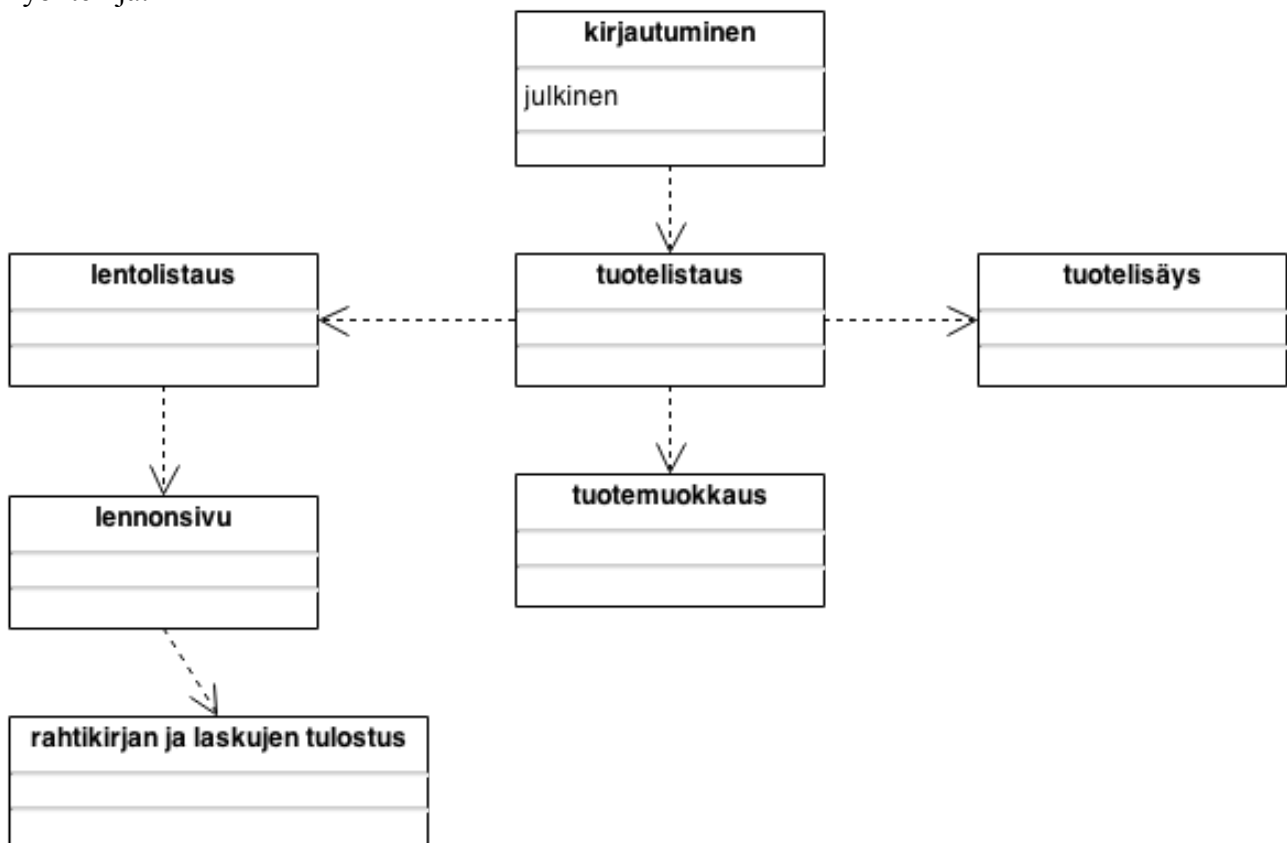 kirjautuminen
julkinen
lentolistaus
tuotelistaus
tuotelisäys
lennonsivu
tuotemuokkaus
rahtikirjan ja laskujen tulostus